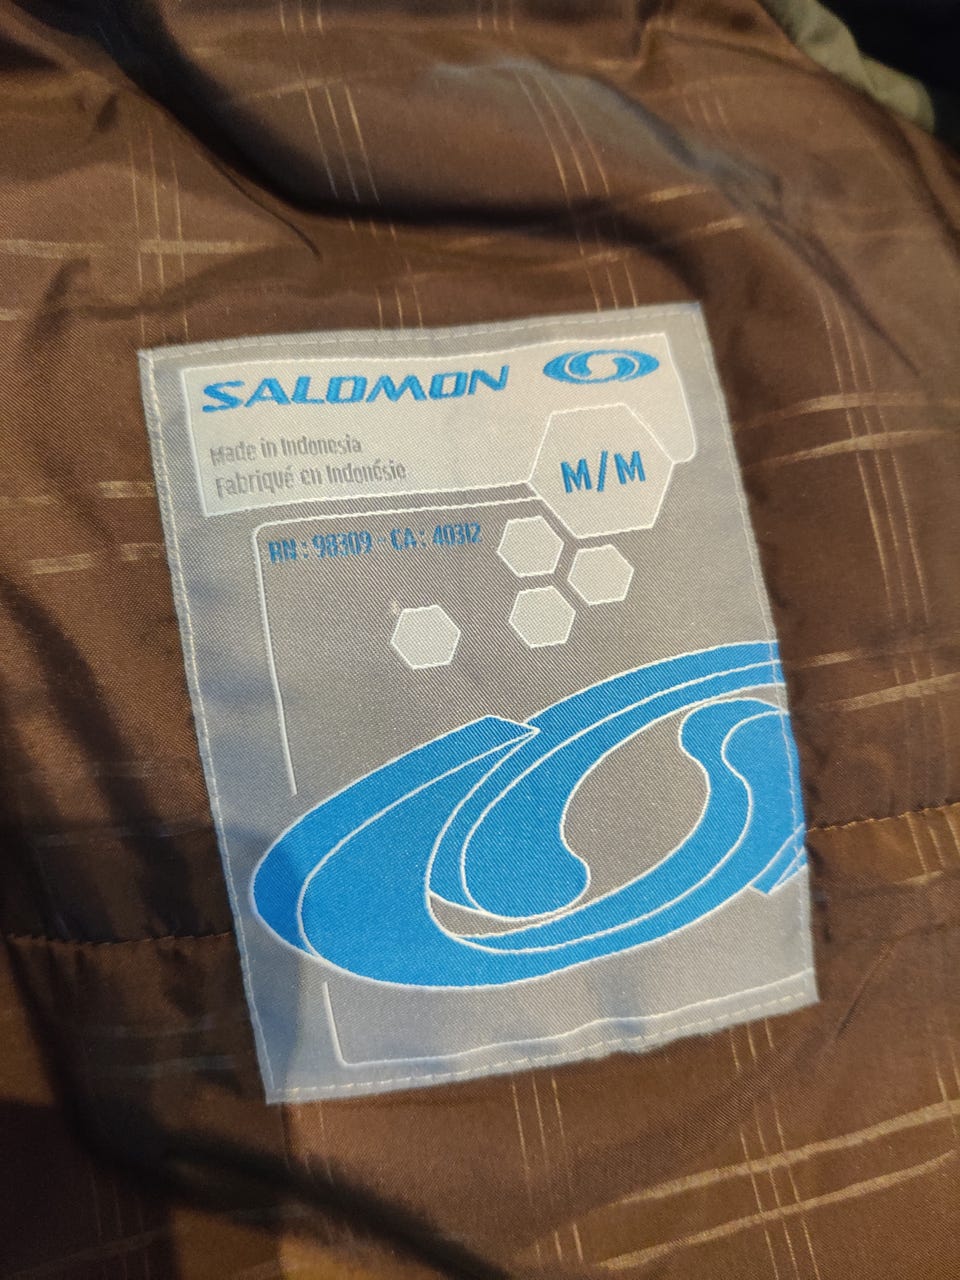 SALOMON
Made in Indonesia
Fabriqué en Indonésie
M/M
RN : 98309 - CA : 40312